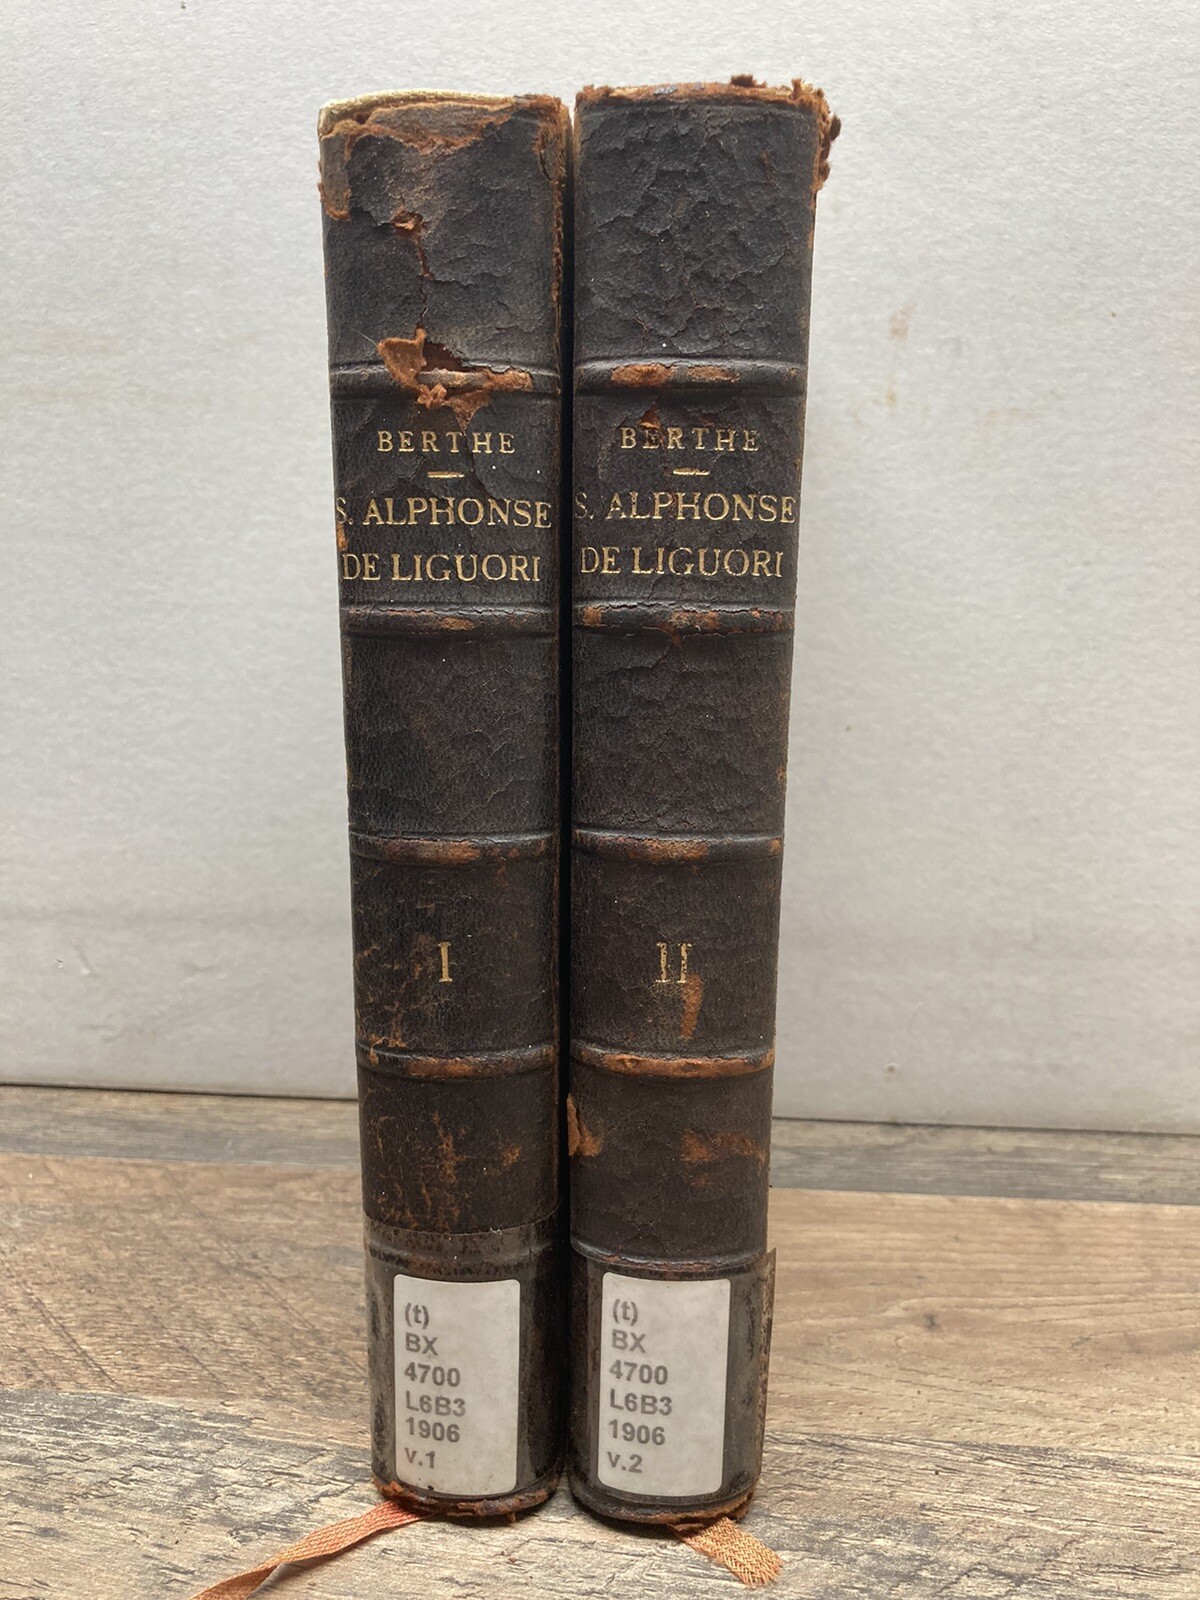 BERTHE
S. ALPHONSE
DE LIGUORI
I
(t)
BX
4700
L6B3
1906
v.1
BERTHE
S. ALPHONSE
DE LIGUORI
II
(t)
BX
4700
L6B3
1906
v.2